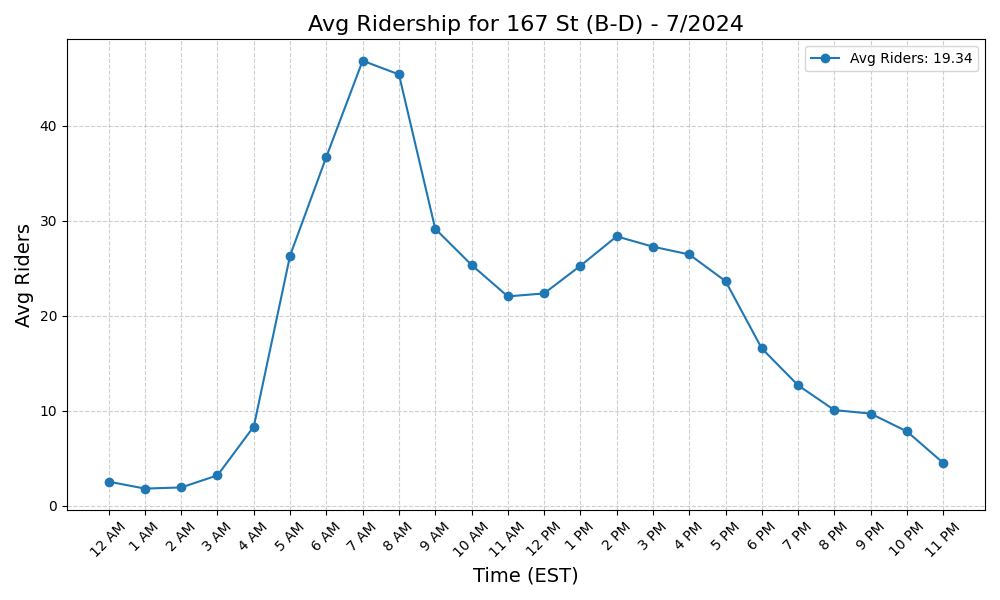 Avg Ridership for 167 St (B-D) - 7/2024
Avg Riders: 19.34
Avg Riders
40
30
20
10
0
12 AM
1 AM
2 AM
3 AM
4 AM
5 AM
6 AM
7 AM
8 AM
9 AM
10 AM
11 AM
12 PM
1 PM
2 PM
3 PM
4 PM
5 PM
6 PM
7 PM
8 PM
9 PM
10 PM
11 PM
Time (EST)